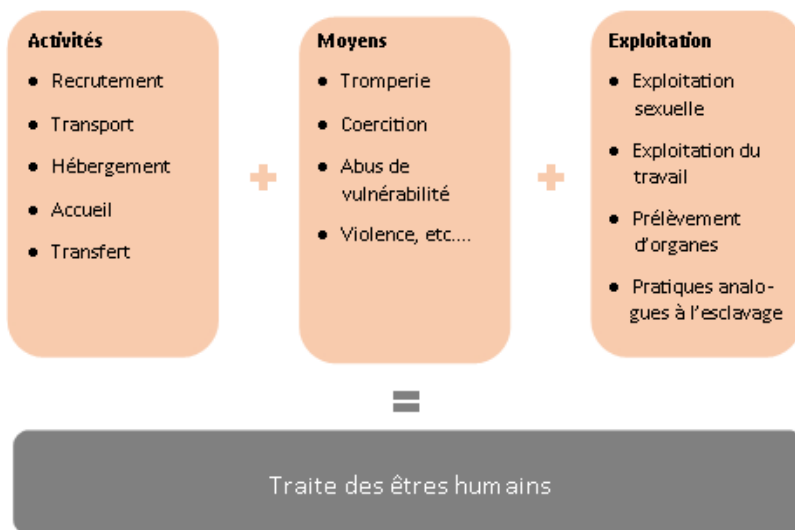 Activités
• Recrutement
• Transport
• Hébergement
• Accueil
• Transfert
Moyens
• Tromperie
• Coercition
• Abus de
vulnérabilité
• Violence, etc....
Exploitation
• Exploitation
sexuelle
• Exploitation du
travail
• Prélèvement
d'organes
• Pratiques analo-
gues à l'esclavage
Traite des êtres humains